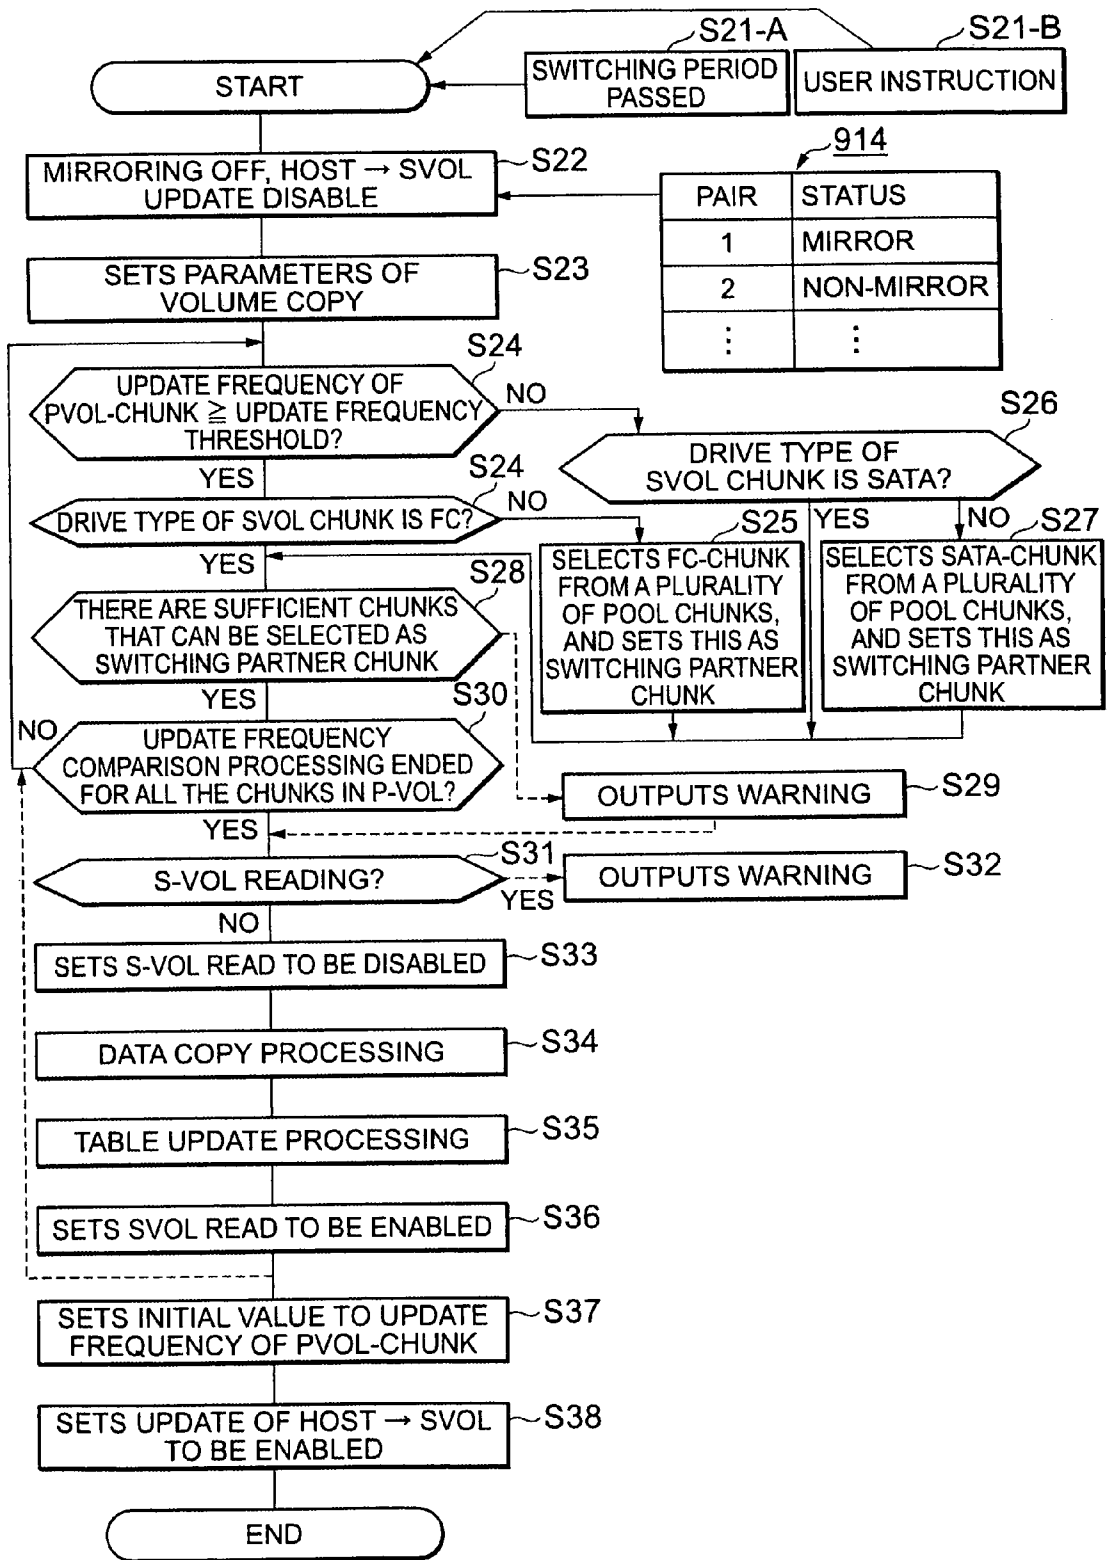 S21-A
S21-B
START
SWITCHING PERIOD
PASSED
USER INSTRUCTION
S22
MIRRORING OFF, HOST → SVOL
UPDATE DISABLE
914
PAIR STATUS
1 MIRROR
2 NON-MIRROR
⋮ ⋮
S23
SETS PARAMETERS OF
VOLUME COPY
S24
UPDATE FREQUENCY OF
PVOL-CHUNK ≧ UPDATE FREQUENCY
THRESHOLD?
NO
YES
S26
DRIVE TYPE OF
SVOL CHUNK IS SATA?
YES
NO
S24
DRIVE TYPE OF SVOL CHUNK IS FC?
NO
YES
S25
SELECTS FC-CHUNK
FROM A PLURALITY
OF POOL CHUNKS,
AND SETS THIS AS
SWITCHING PARTNER
CHUNK
S27
SELECTS SATA-CHUNK
FROM A PLURALITY
OF POOL CHUNKS,
AND SETS THIS AS
SWITCHING PARTNER
CHUNK
S28
THERE ARE SUFFICIENT CHUNKS
THAT CAN BE SELECTED AS
SWITCHING PARTNER CHUNK
YES
S30
NO
UPDATE FREQUENCY
COMPARISON PROCESSING ENDED
FOR ALL THE CHUNKS IN P-VOL?
YES
OUTPUTS WARNING
S29
S31
S-VOL READING?
YES
NO
OUTPUTS WARNING
S32
SETS S-VOL READ TO BE DISABLED
S33
DATA COPY PROCESSING
S34
TABLE UPDATE PROCESSING
S35
SETS SVOL READ TO BE ENABLED
S36
SETS INITIAL VALUE TO UPDATE
FREQUENCY OF PVOL-CHUNK
S37
SETS UPDATE OF HOST → SVOL
TO BE ENABLED
S38
END